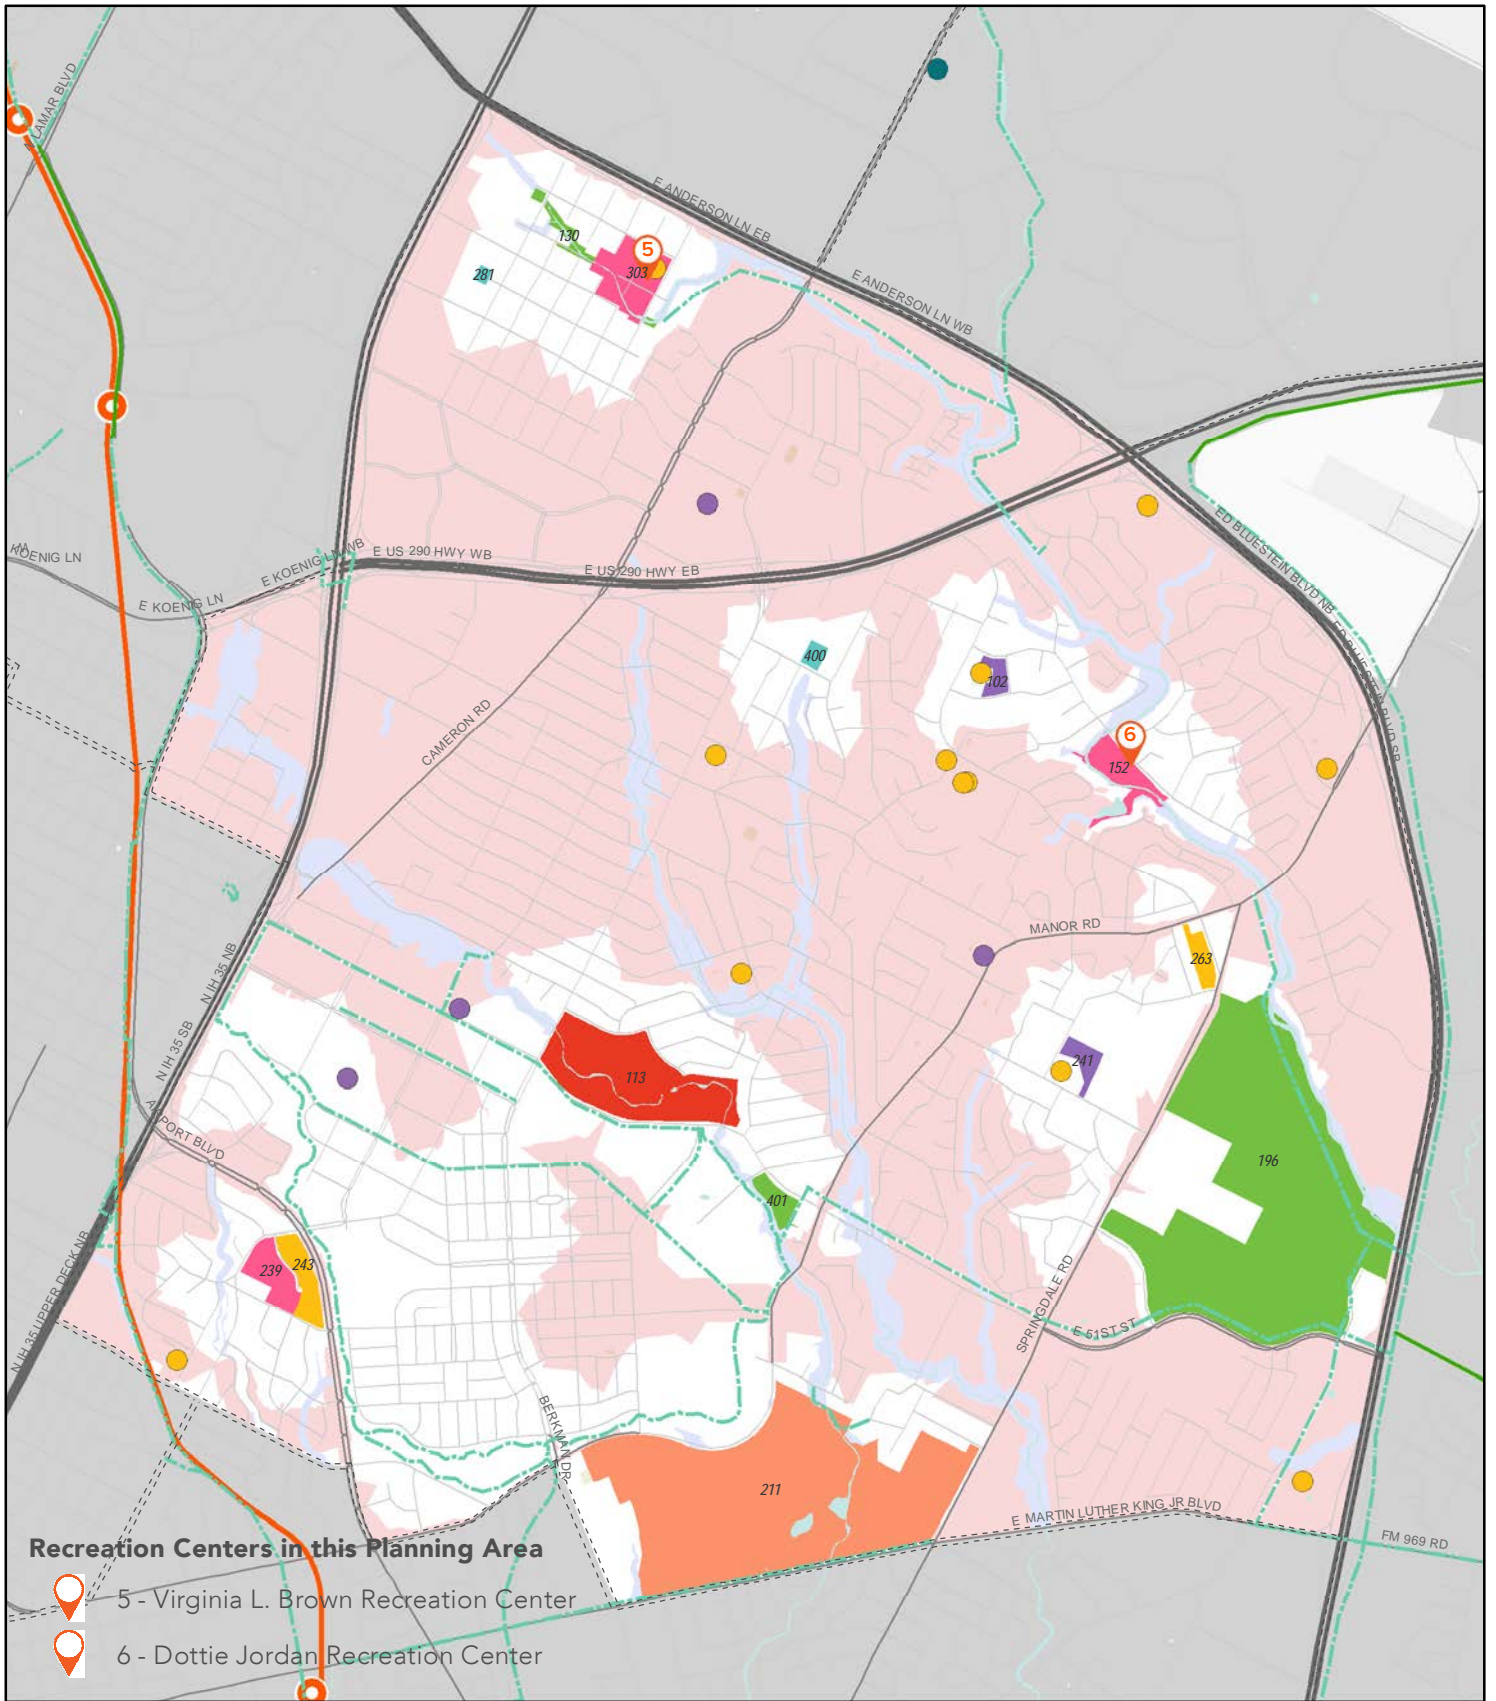 LAMAR BLVD
E ANDERSON LN EB
130
5
303
281
E ANDERSON LN WB
ED BLUESTEIN BLVD NB
KOENIG LN
E KOENIG LN WB
E US 290 HWY WB
E US 290 HWY EB
E KOENIG LN
400
102
ED BLUESTEIN BLVD SB
CAMERON RD
6
152
MANOR RD
263
N IH 35 NB
N IH 35 SB
113
241
AIRPORT BLVD
196
401
239
243
N IH 35 UPPER DECK NB
SPRINGDALE RD
E 51ST ST
BERKMAN DR
211
E MARTIN LUTHER KING JR BLVD
FM 969 RD
Recreation Centers in this Planning Area
5 - Virginia L. Brown Recreation Center
6 - Dottie Jordan Recreation Center